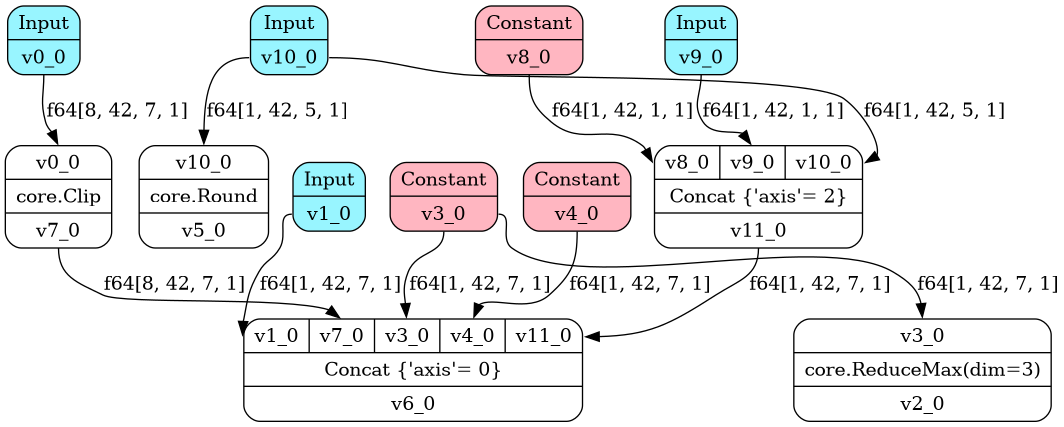 Input
v0_0
Input
v10_0
Constant
v8_0
Input
v9_0
f64[8, 42, 7, 1]
f64[1, 42, 5, 1]
f64[1, 42, 1, 1]
f64[1, 42, 1, 1]
f64[1, 42, 5, 1]
v0_0
core.Clip
v7_0
v10_0
core.Round
v5_0
Input
v1_0
Constant
v3_0
Constant
v4_0
v8_0 v9_0 v10_0
Concat {'axis'= 2}
v11_0
f64[8, 42, 7, 1]
f64[1, 42, 7, 1]
f64[1, 42, 7, 1]
f64[1, 42, 7, 1]
f64[1, 42, 7, 1]
f64[1, 42, 7, 1]
v1_0 v7_0 v3_0 v4_0 v11_0
Concat {'axis'= 0}
v6_0
v3_0
core.ReduceMax(dim=3)
v2_0